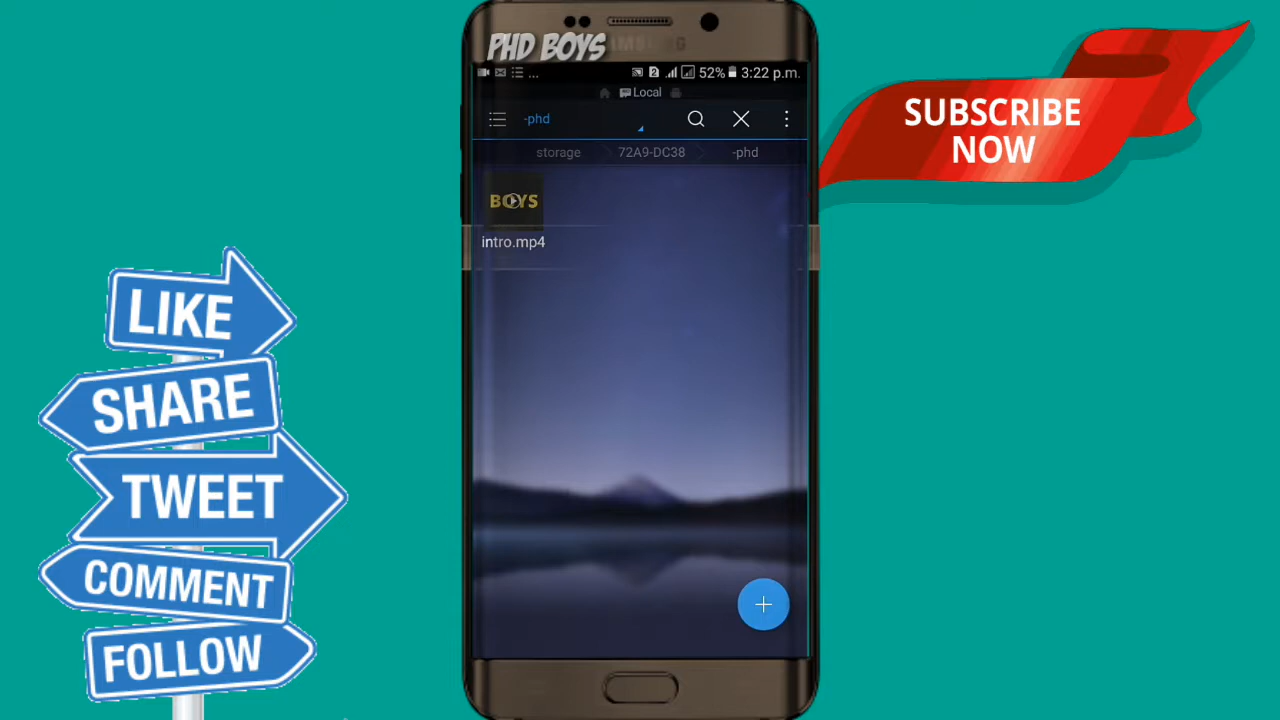 PHD BOYS
... 2 52% 3:22 p.m.
Local
-phd
storage 72A9-DC38 -phd
BOYS
intro.mp4
SUBSCRIBE
NOW
LIKE
SHARE
TWEET
COMMENT
FOLLOW